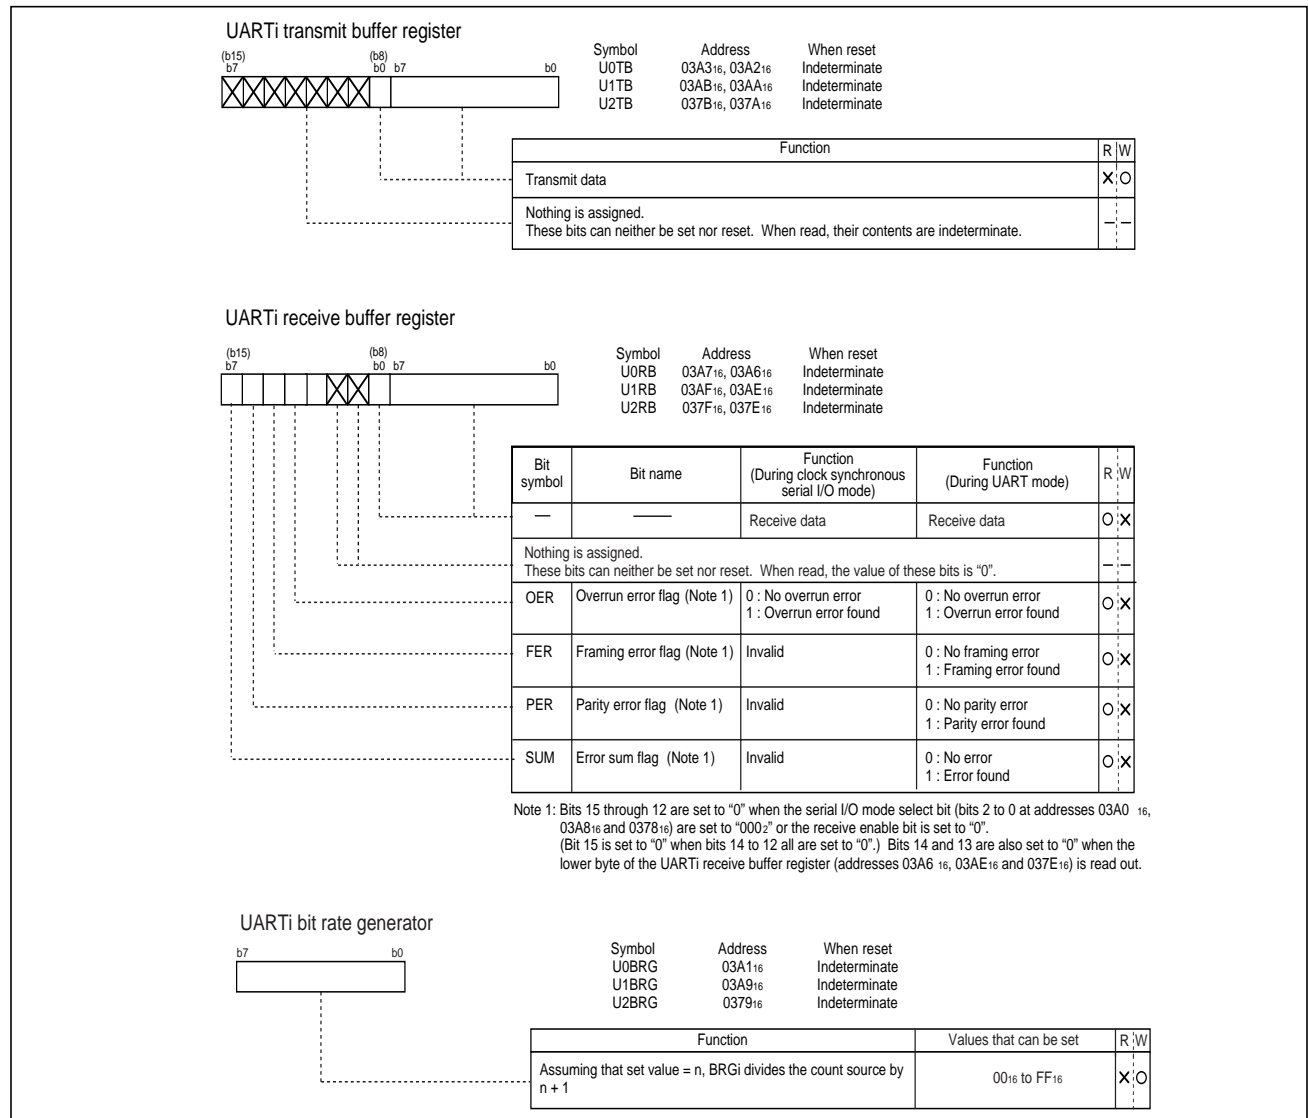 UARTi transmit buffer register
(b15) (b8)
b7 b0 b7 b0
Symbol Address When reset
U0TB 03A316, 03A216 Indeterminate
U1TB 03AB16, 03AA16 Indeterminate
U2TB 037B16, 037A16 Indeterminate
Function R W
Transmit data X O
Nothing is assigned.
These bits can neither be set nor reset. When read, their contents are indeterminate. – –
UARTi receive buffer register
(b15) (b8)
b7 b0 b7 b0
Symbol Address When reset
U0RB 03A716, 03A616 Indeterminate
U1RB 03AF16, 03AE16 Indeterminate
U2RB 037F16, 037E16 Indeterminate
Bit symbol Bit name Function (During clock synchronous serial I/O mode) Function (During UART mode) R W
— — Receive data Receive data O X
Nothing is assigned.
These bits can neither be set nor reset. When read, the value of these bits is “0”. – –
OER Overrun error flag (Note 1) 0 : No overrun error 0 : No overrun error O X
1 : Overrun error found 1 : Overrun error found
FER Framing error flag (Note 1) Invalid 0 : No framing error O X
1 : Framing error found
PER Parity error flag (Note 1) Invalid 0 : No parity error O X
1 : Parity error found
SUM Error sum flag (Note 1) Invalid 0 : No error O X
1 : Error found
Note 1: Bits 15 through 12 are set to “0” when the serial I/O mode select bit (bits 2 to 0 at addresses 03A0 16,
03A816 and 037816) are set to “0002” or the receive enable bit is set to “0”.
(Bit 15 is set to “0” when bits 14 to 12 all are set to “0”.) Bits 14 and 13 are also set to “0” when the
lower byte of the UARTi receive buffer register (addresses 03A6 16, 03AE16 and 037E16) is read out.
UARTi bit rate generator
b7 b0
Symbol Address When reset
U0BRG 03A116 Indeterminate
U1BRG 03A916 Indeterminate
U2BRG 037916 Indeterminate
Function Values that can be set R W
Assuming that set value = n, BRGi divides the count source by
n + 1 0016 to FF16 X O